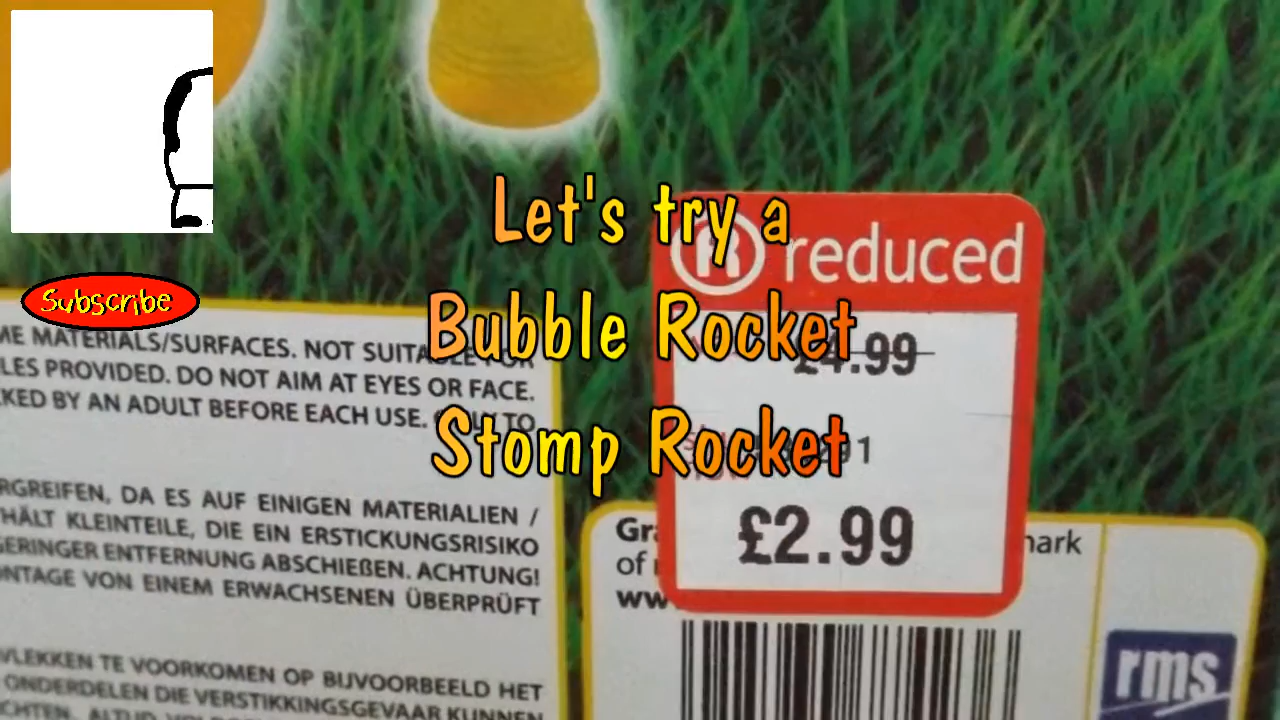 Let's try a
Bubble Rocket
Stomp Rocket
Subscribe
R reduced
£4.99
£2.99
ME MATERIALS/SURFACES. NOT SUITABLE FOR
LES PROVIDED. DO NOT AIM AT EYES OR FACE.
KED BY AN ADULT BEFORE EACH USE. TO
RGREIFEN, DA ES AUF EINIGEN MATERIALIEN /
HÄLT KLEINTEILE, DIE EIN ERSTICKUNGSRISIKO
GERINGER ENTFERNUNG ABSCHIEßEN. ACHTUNG!
ONTAGE VON EINEM ERWACHSENEN ÜBERPRÜFT
VLEKKEN TE VOORKOMEN OP BIJVOORBEELD HET
ONDERDELEN DIE VERSTIKKINGSGEVAAR KUNNEN
Gra mark
of
ww
rms